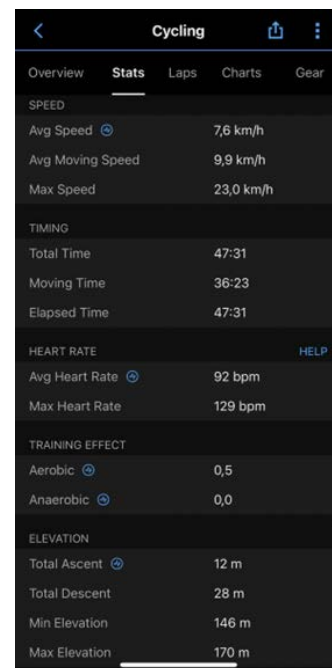 Cycling
Overview Stats Laps Charts Gear
SPEED
Avg Speed 7,6 km/h
Avg Moving Speed 9,9 km/h
Max Speed 23,0 km/h
TIMING
Total Time 47:31
Moving Time 36:23
Elapsed Time 47:31
HEART RATE HELP
Avg Heart Rate 92 bpm
Max Heart Rate 129 bpm
TRAINING EFFECT
Aerobic 0,5
Anaerobic 0,0
ELEVATION
Total Ascent 12 m
Total Descent 28 m
Min Elevation 146 m
Max Elevation 170 m